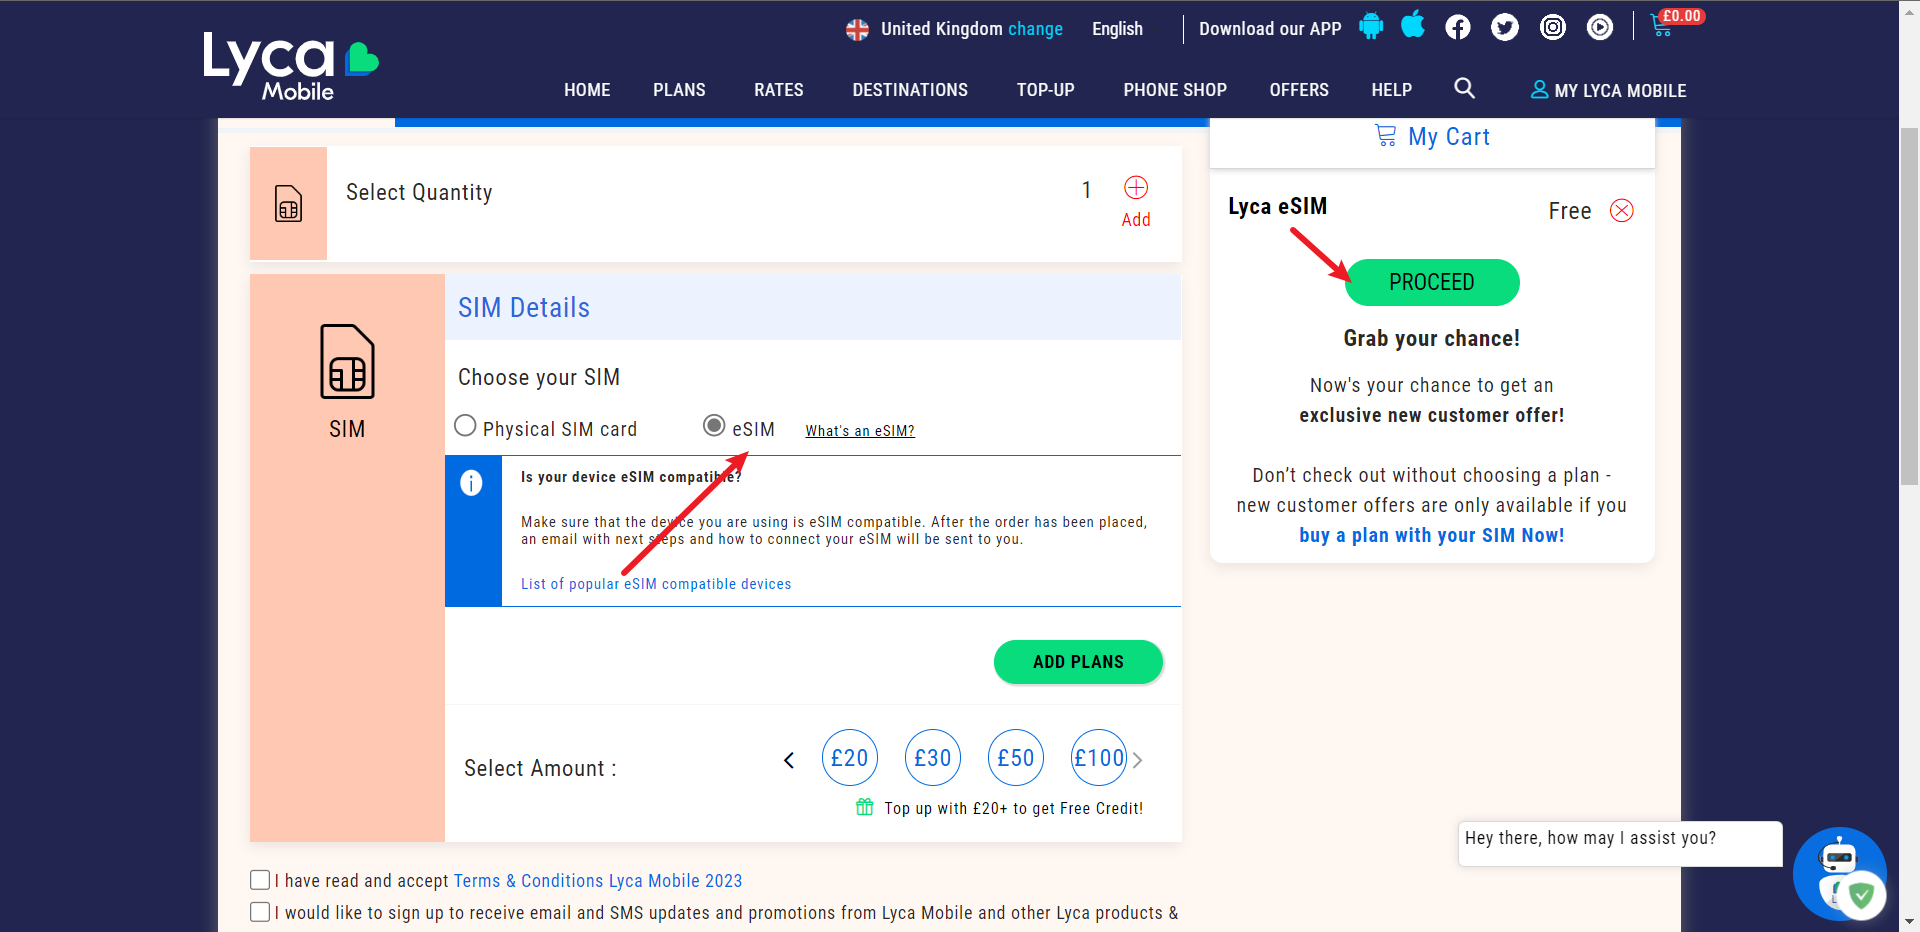 United Kingdom change English Download our APP £0.00
Lyca
Mobile
HOME PLANS RATES DESTINATIONS TOP-UP PHONE SHOP OFFERS HELP MY LYCA MOBILE
Select Quantity
1
Add
SIM
SIM Details
Choose your SIM
Physical SIM card eSIM What's an eSIM?
Is your device eSIM compatible?
Make sure that the device you are using is eSIM compatible. After the order has been placed,
an email with next steps and how to connect your eSIM will be sent to you.
List of popular eSIM compatible devices
ADD PLANS
Select Amount :
£20 £30 £50 £100
Top up with £20+ to get Free Credit!
I have read and accept Terms & Conditions Lyca Mobile 2023
I would like to sign up to receive email and SMS updates and promotions from Lyca Mobile and other Lyca products &
My Cart
Lyca eSIM Free
PROCEED
Grab your chance!
Now's your chance to get an
exclusive new customer offer!
Don’t check out without choosing a plan -
new customer offers are only available if you
buy a plan with your SIM Now!
Hey there, how may I assist you?